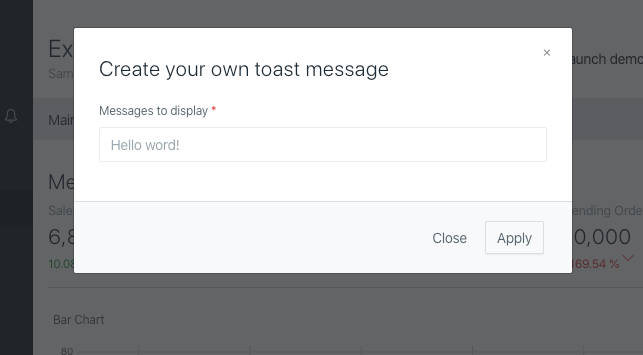 Ex
×
Sam
aunch demo
Create your own toast message
Messages to display *
Main
Hello word!
Me
Sale
ending Orde
6,8
0,000
Close
Apply
10.08
169.54 %
Bar Chart
80